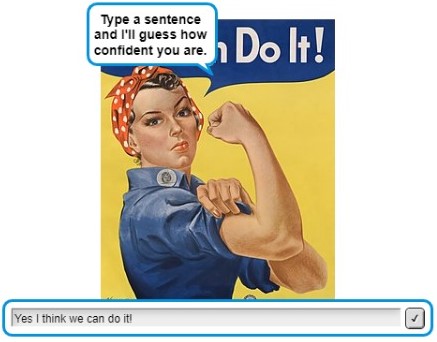 Type a sentence
and I'll guess how
confident you are.
Do It!
Yes I think we can do it!
✓